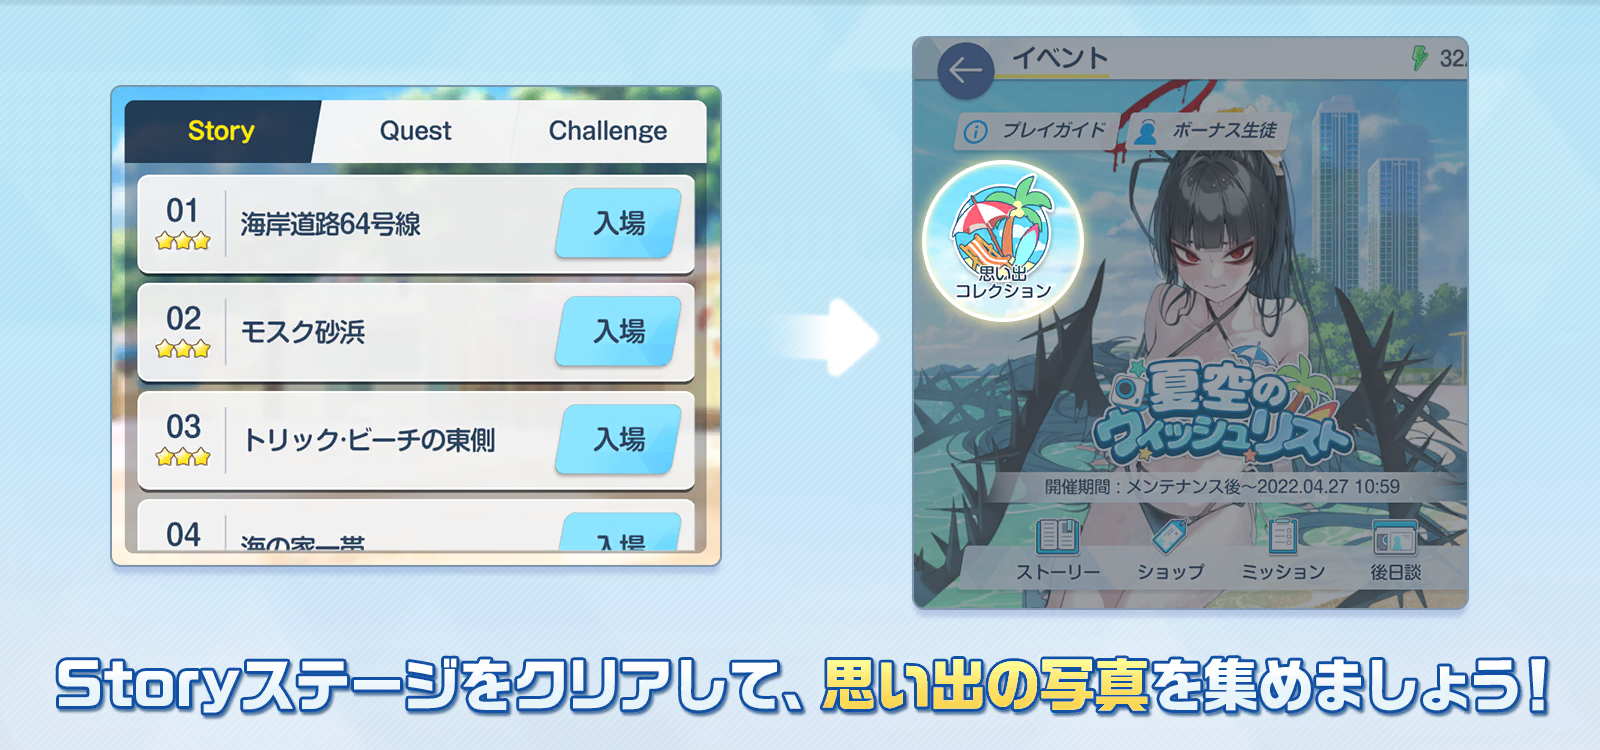 Story
Quest
Challenge
01
海岸道路64号線
入場
02
モスク砂浜
入場
03
トリック・ビーチの東側
入場
04
海の家一帯
入場
イベント
32
プレイガイド
ボーナス生徒
思い出
コレクション
夏空の
ウィッシュリスト
開催期間：メンテナンス後～2022.04.27 10:59
ストーリー
ショップ
ミッション
後日談
Storyステージをクリアして、思い出の写真を集めましょう！